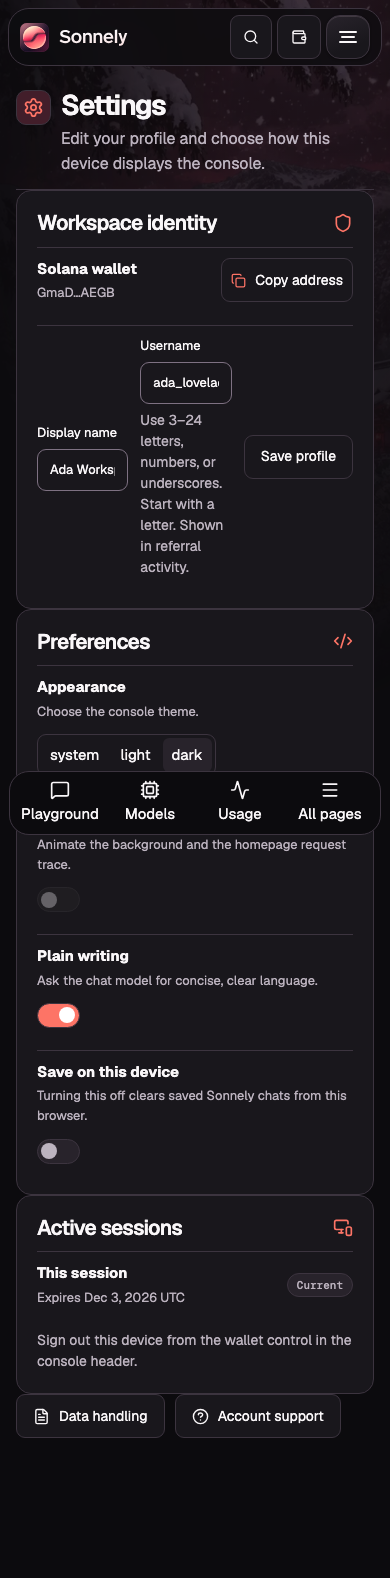 Sonnely
Settings
Edit your profile and choose how this
device displays the console.
Workspace identity
Solana wallet
GmaD...AEGB
Copy address
Display name
Ada Works
Username
ada_lovela
Use 3–24
letters,
numbers, or
underscores.
Start with a
letter. Shown
in referral
activity.
Save profile
Preferences
Appearance
Choose the console theme.
system light dark
Playground Models Usage All pages
Animate the background and the homepage request
trace.
Plain writing
Ask the chat model for concise, clear language.
Save on this device
Turning this off clears saved Sonnely chats from this
browser.
Active sessions
This session
Expires Dec 3, 2026 UTC
Current
Sign out this device from the wallet control in the
console header.
Data handling
Account support